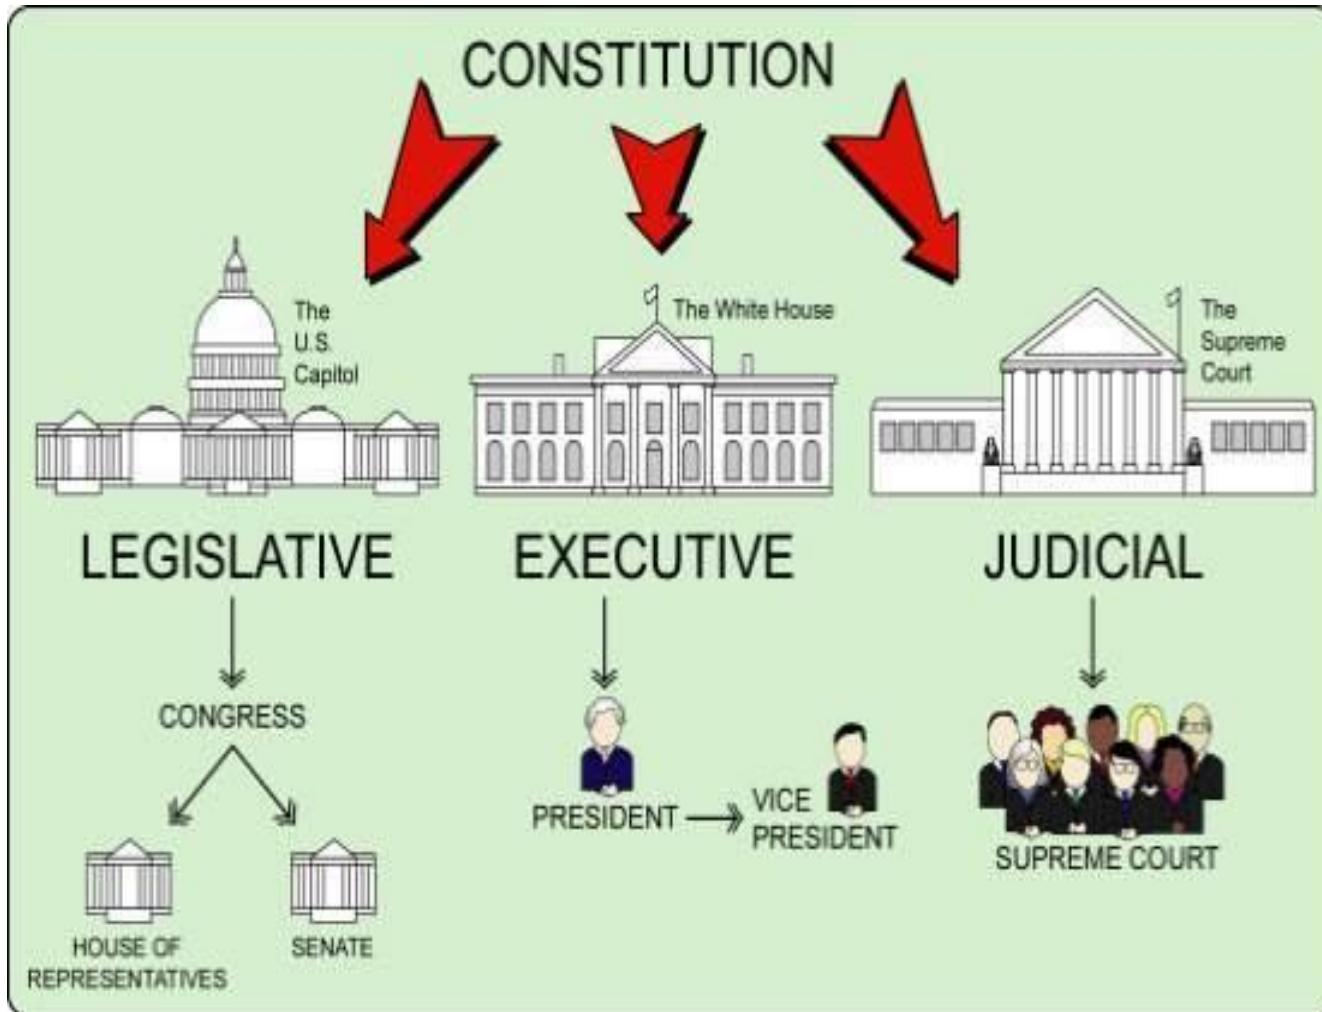 CONSTITUTION
The
U.S.
Capitol
The White House
The
Supreme
Court
LEGISLATIVE
EXECUTIVE
JUDICIAL
CONGRESS
HOUSE OF
REPRESENTATIVES
SENATE
PRESIDENT
VICE
PRESIDENT
SUPREME COURT